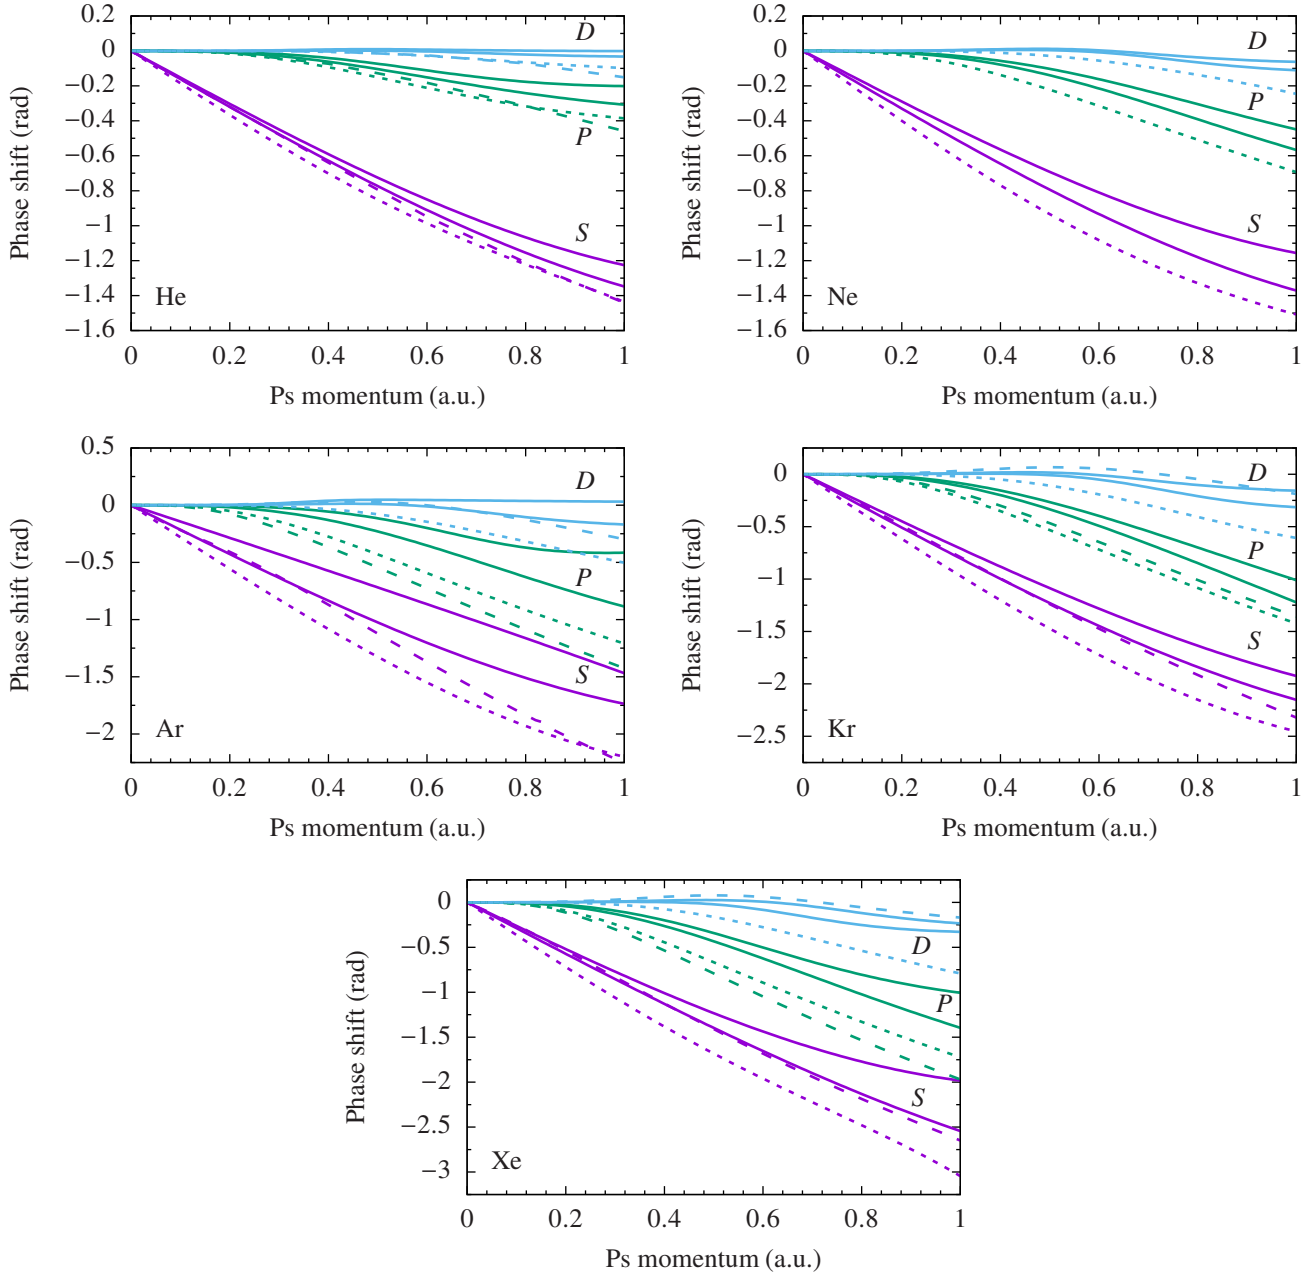 0.2
0
−0.2
−0.4
−0.6
−0.8
−1
−1.2
−1.4
−1.6
Phase shift (rad)
D
P
S
He
0 0.2 0.4 0.6 0.8 1
Ps momentum (a.u.)
0.2
0
−0.2
−0.4
−0.6
−0.8
−1
−1.2
−1.4
−1.6
Phase shift (rad)
D
P
S
Ne
0 0.2 0.4 0.6 0.8 1
Ps momentum (a.u.)
0.5
0
−0.5
−1
−1.5
−2
Phase shift (rad)
D
P
S
Ar
0 0.2 0.4 0.6 0.8 1
Ps momentum (a.u.)
0
−0.5
−1
−1.5
−2
−2.5
Phase shift (rad)
D
P
S
Kr
0 0.2 0.4 0.6 0.8 1
Ps momentum (a.u.)
0
−0.5
−1
−1.5
−2
−2.5
−3
Phase shift (rad)
D
P
S
Xe
0 0.2 0.4 0.6 0.8 1
Ps momentum (a.u.)